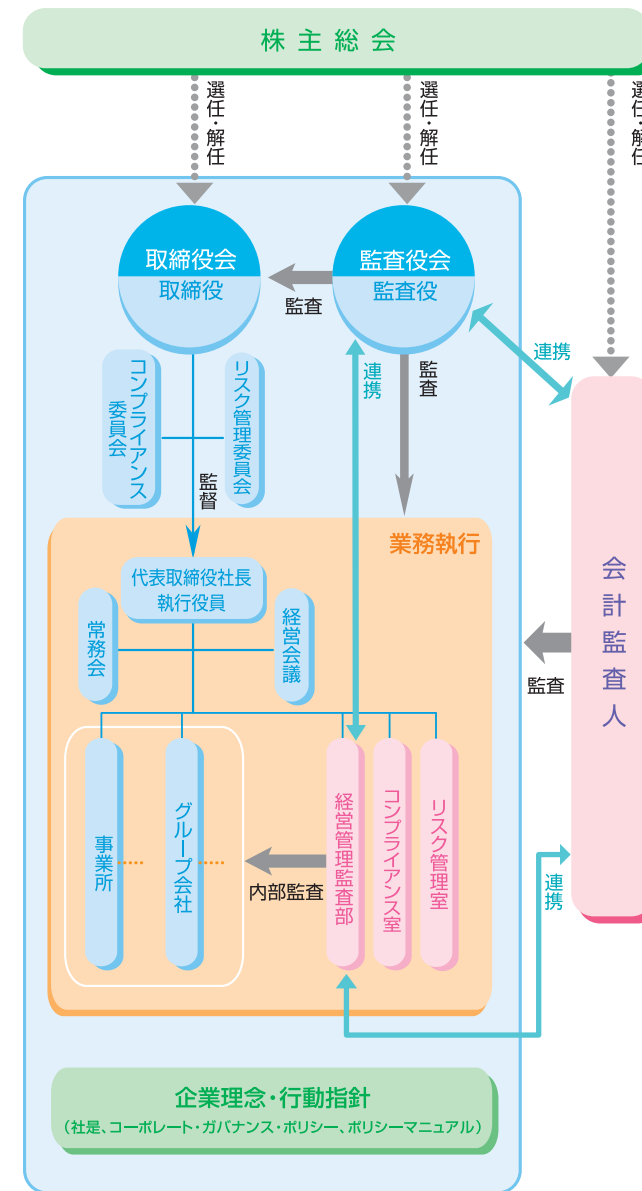 株主総会
選任・解任
選任・解任
選任・解任
取締役会
取締役
監査役会
監査役
監査
連携
連携
監査
コンプライアンス
委員会
リスク管理委員会
監督
業務執行
代表取締役社長
執行役員
常務会
経営会議
会計監査人
監査
事業所
グループ会社
内部監査
経営管理監査部
コンプライアンス室
リスク管理室
連携
企業理念・行動指針
（社是、コーポレート・ガバナンス・ポリシー、ポリシーマニュアル）